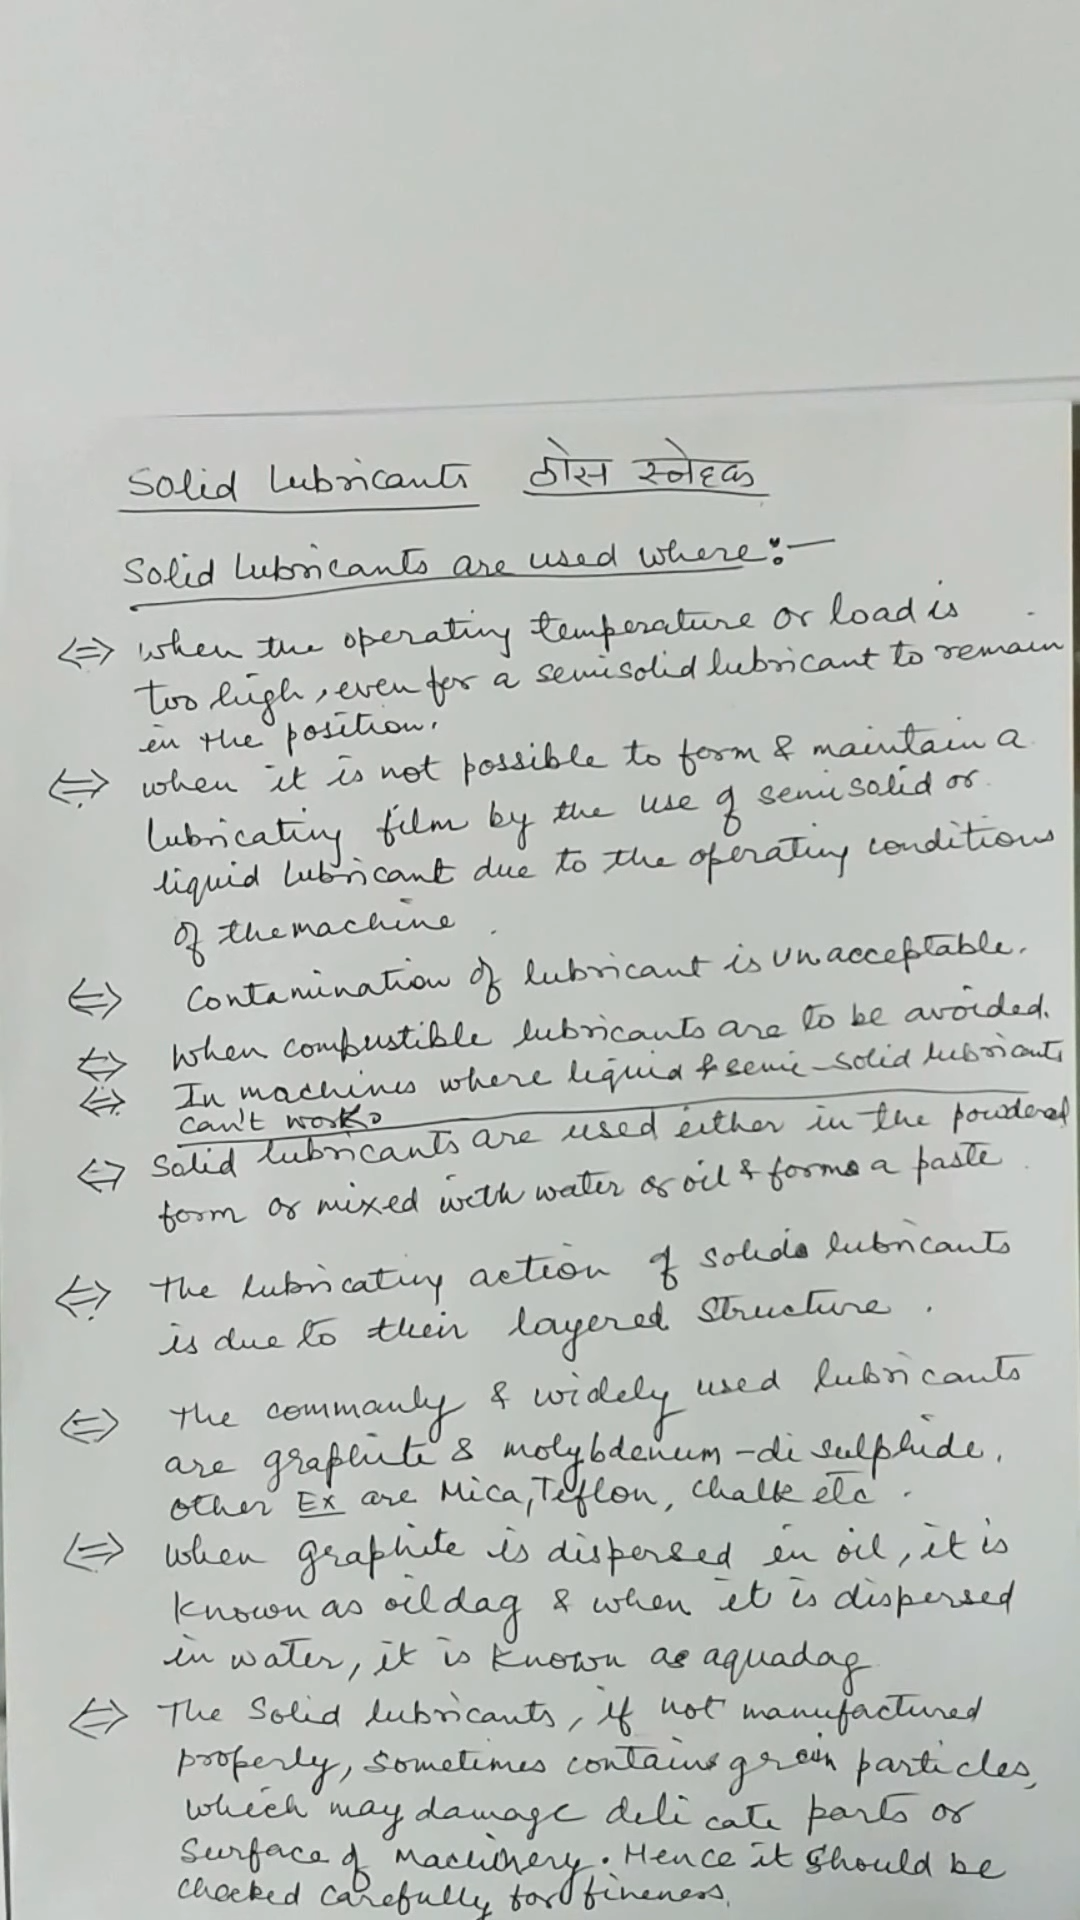 Solid Lubricants ठोस स्नेहक
Solid Lubricants are used where:-
⇔ when the operating temperature or load is
too high, even for a semisolid lubricant to remain
in the position.
⇔ when it is not possible to form & maintain a
lubricating film by the use of semisolid or
liquid lubricant due to the operating conditions
of the machine.
⇔ Contamination of lubricant is unacceptable.
⇔ When combustible lubricants are to be avoided.
⇔ In machines where liquid & semi-solid lubricants
can't work.
⇔ Solid lubricants are used either in the powdered
form or mixed with water or oil & forms a paste
⇔ The lubricating action of solids lubricants
is due to their layered structure.
⇔ The commanly & widely used lubricants
are graphite & molybdenum-di sulphide.
other Ex are Mica, Teflon, chalk etc.
⇔ when graphite is dispersed in oil, it is
known as oildag & when it is dispersed
in water, it is known as aquadag
⇔ The Solid lubricants, if not manufactured
properly, sometimes contains grain particles,
which may damage delicate parts or
surface of machinery. Hence it should be
checked carefully for fineness.